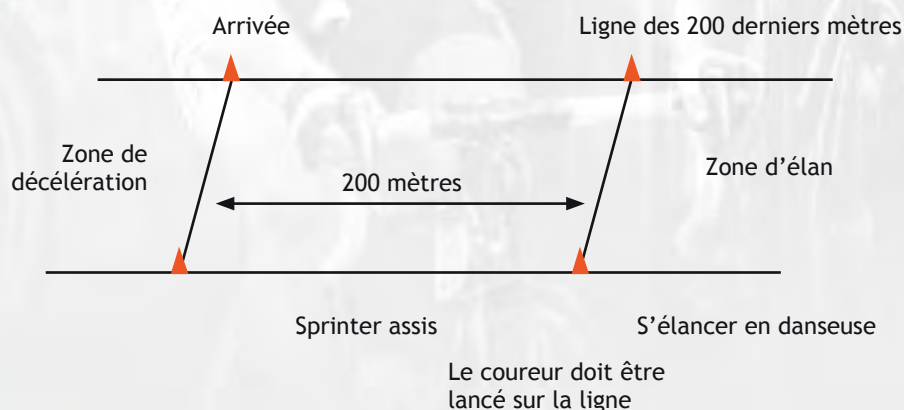 Arrivée
Ligne des 200 derniers mètres
Zone de
décélération
200 mètres
Zone d'élan
Sprinter assis
S'élancer en danseuse
Le coureur doit être
lancé sur la ligne